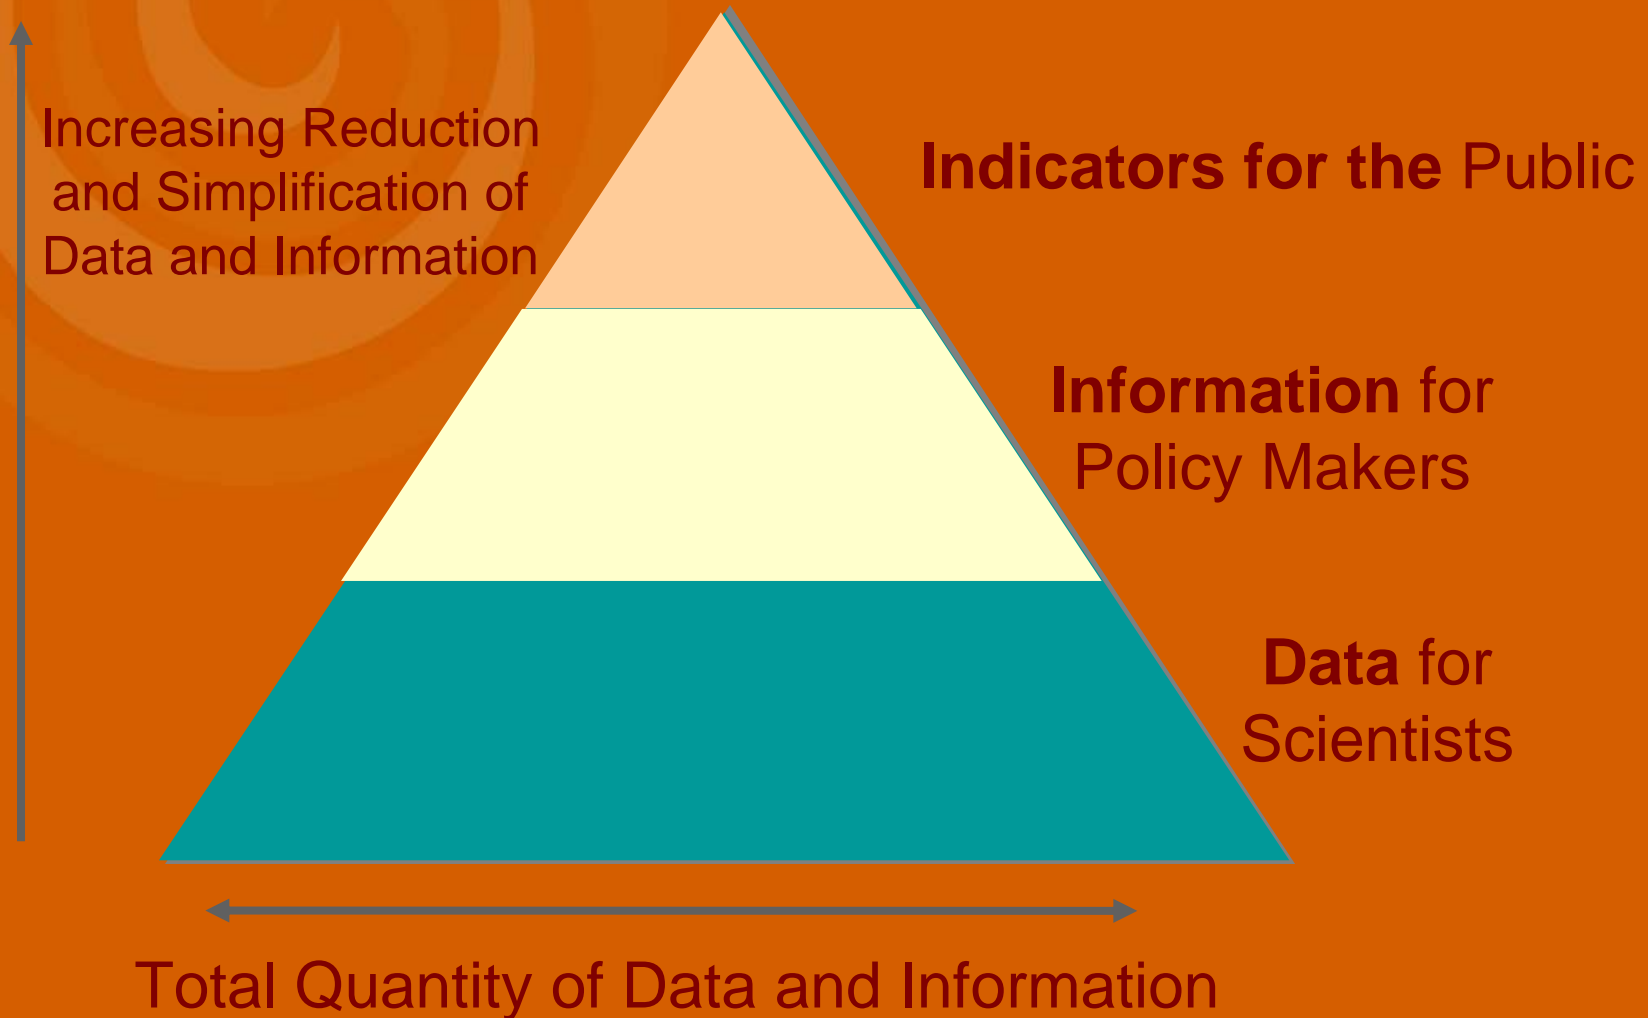 Increasing Reduction
and Simplification of
Data and Information
Indicators for the Public
Information for
Policy Makers
Data for
Scientists
Total Quantity of Data and Information